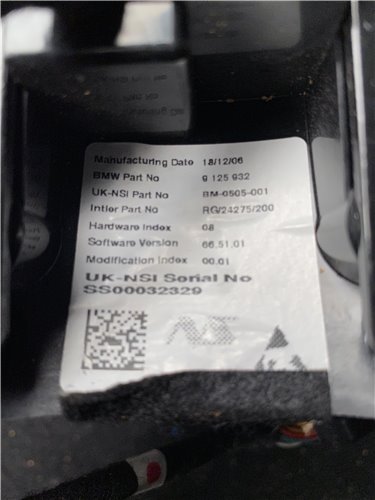 Manufacturing Date 18/12/06
BMW Part No 9 125 932
UK-NSI Part No BM-0505-001
Intier Part No RG/24275/200
Hardware Index 08
Software Version 66.51.01
Modification Index 00.01
UK-NSI Serial No
SS00032329